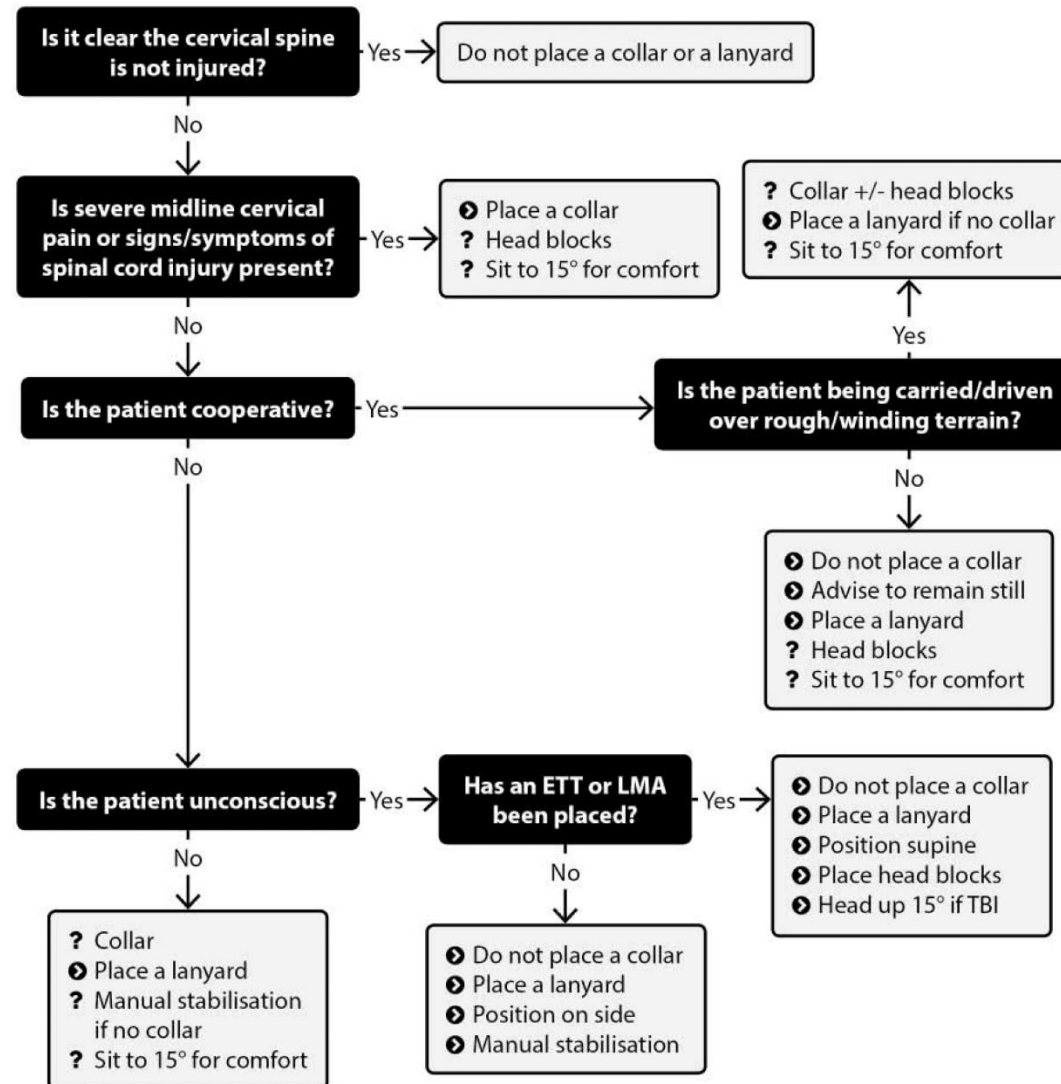 Is it clear the cervical spine
is not injured?
Yes
Do not place a collar or a lanyard
No
Is severe midline cervical
pain or signs/symptoms of
spinal cord injury present?
Yes
Place a collar
? Head blocks
? Sit to 15° for comfort
? Collar +/- head blocks
Place a lanyard if no collar
? Sit to 15° for comfort
No
Yes
Is the patient cooperative?
Yes
Is the patient being carried/driven
over rough/winding terrain?
No
No
Do not place a collar
Advise to remain still
Place a lanyard
? Head blocks
? Sit to 15° for comfort
Is the patient unconscious?
Yes
Has an ETT or LMA
been placed?
Yes
Do not place a collar
Place a lanyard
Position supine
Place head blocks
Head up 15° if TBI
No
No
? Collar
Place a lanyard
? Manual stabilisation
if no collar
? Sit to 15° for comfort
Do not place a collar
Place a lanyard
Position on side
Manual stabilisation